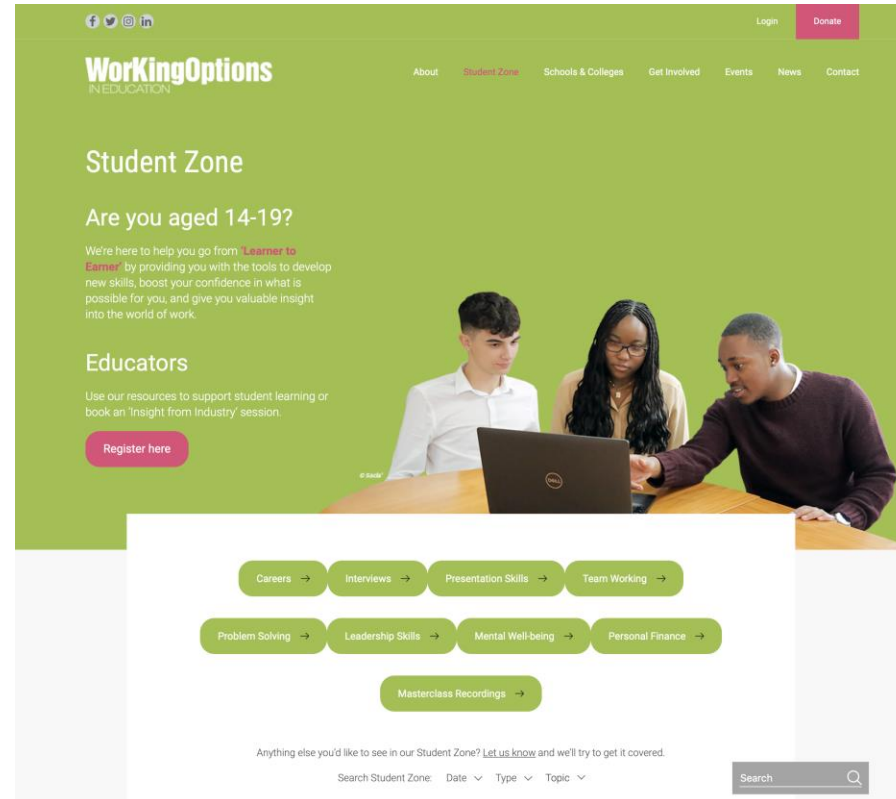 Login Donate
WorKingOptions
IN EDUCATION
About Student Zone Schools & Colleges Get Involved Events News Contact
Student Zone
Are you aged 14-19?
We're here to help you go from 'Learner to
Earner' by providing you with the tools to develop
new skills, boost your confidence in what is
possible for you, and give you valuable insight
into the world of work.
Educators
Use our resources to support student learning or
book an 'Insight from Industry' session.
Register here
DELL
Careers → Interviews → Presentation Skills → Team Working →
Problem Solving → Leadership Skills → Mental Well-being → Personal Finance →
Masterclass Recordings →
Anything else you'd like to see in our Student Zone? Let us know and we'll try to get it covered.
Search Student Zone: Date Type Topic
Search